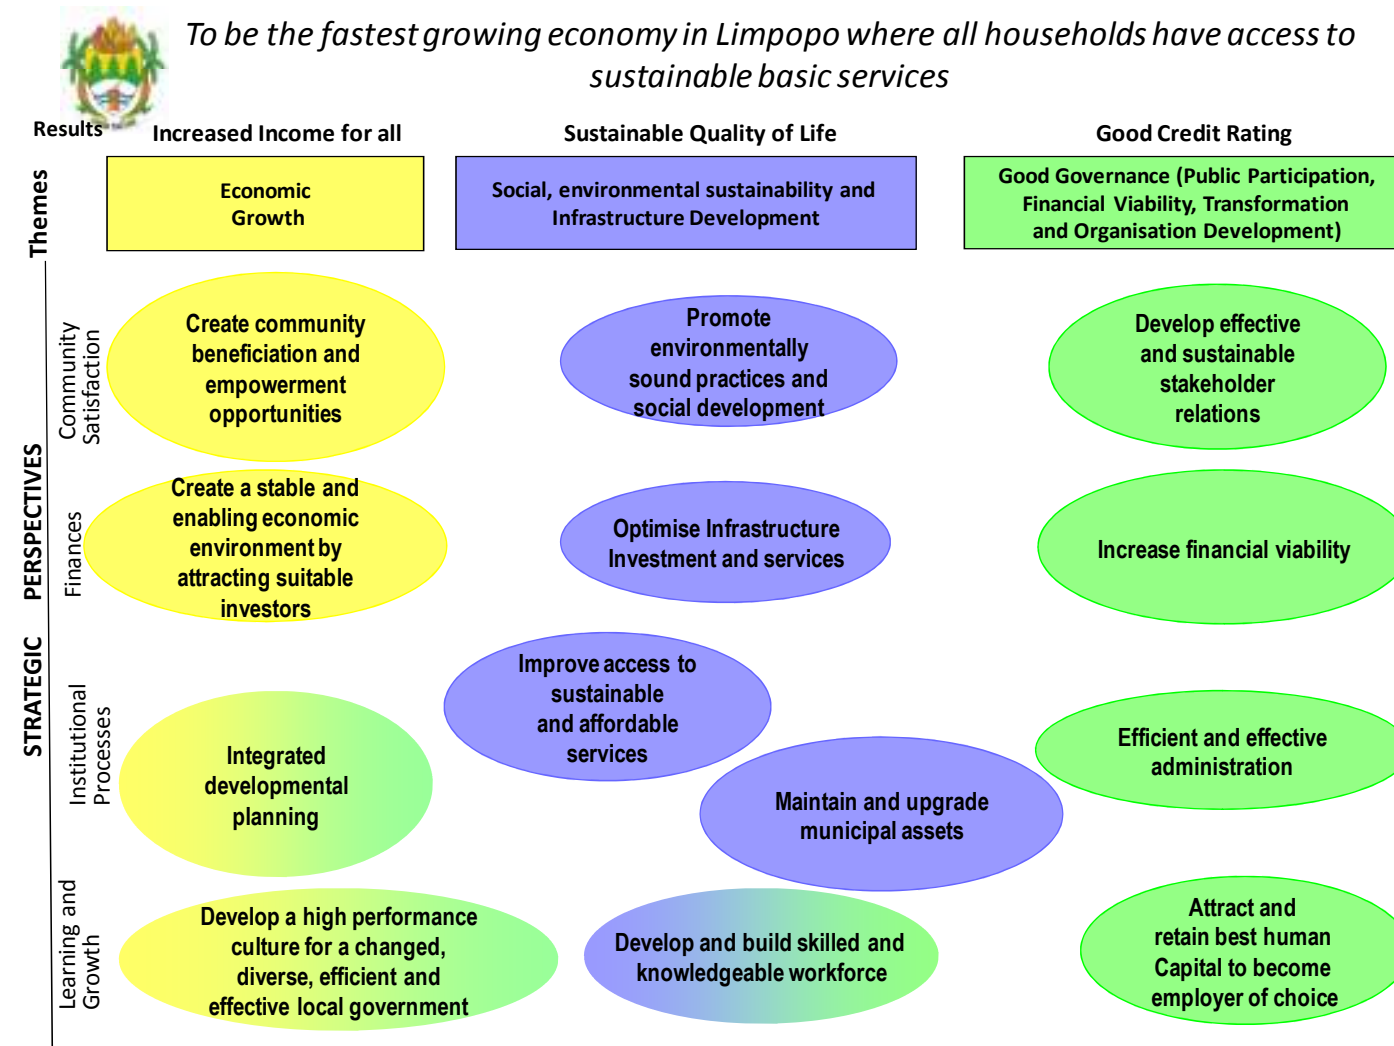 To be the fastest growing economy in Limpopo where all households have access to
sustainable basic services
Results
Increased Income for all
Sustainable Quality of Life
Good Credit Rating
Themes
Economic
Growth
Social, environmental sustainability and
Infrastructure Development
Good Governance (Public Participation,
Financial Viability, Transformation
and Organisation Development)
STRATEGIC PERSPECTIVES
Community
Satisfaction
Create community
beneficiation and
empowerment
opportunities
Promote
environmentally
sound practices and
social development
Develop effective
and sustainable
stakeholder
relations
Finances
Create a stable and
enabling economic
environment by
attracting suitable
investors
Optimise Infrastructure
Investment and services
Increase financial viability
Institutional
Processes
Integrated
developmental
planning
Improve access to
sustainable
and affordable
services
Maintain and upgrade
municipal assets
Efficient and effective
administration
Learning and
Growth
Develop a high performance
culture for a changed,
diverse, efficient and
effective local government
Develop and build skilled and
knowledgeable workforce
Attract and
retain best human
Capital to become
employer of choice